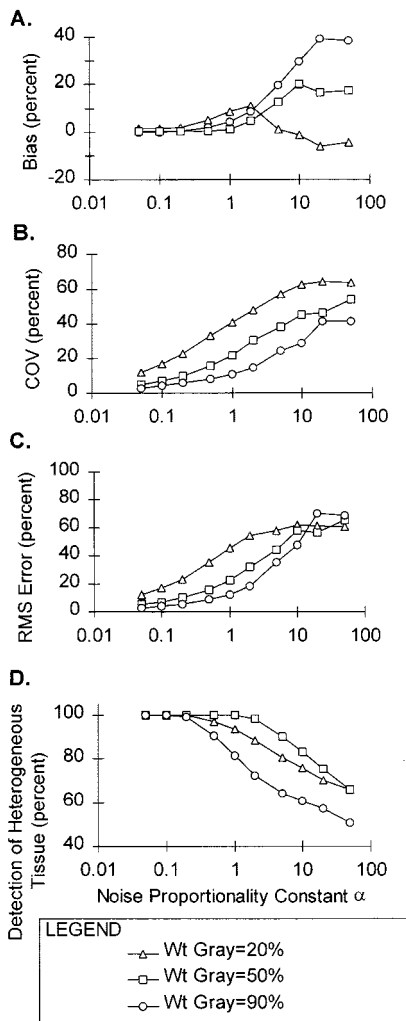 A.
Bias (percent)
40
20
0
-20
0.01 0.1 1 10 100
B.
COV (percent)
80
60
40
20
0
0.01 0.1 1 10 100
C.
RMS Error (percent)
100
80
60
40
20
0
0.01 0.1 1 10 100
D.
Detection of Heterogeneous
Tissue (percent)
100
80
60
40
0.01 0.1 1 10 100
Noise Proportionality Constant α
LEGEND
Wt Gray=20%
Wt Gray=50%
Wt Gray=90%